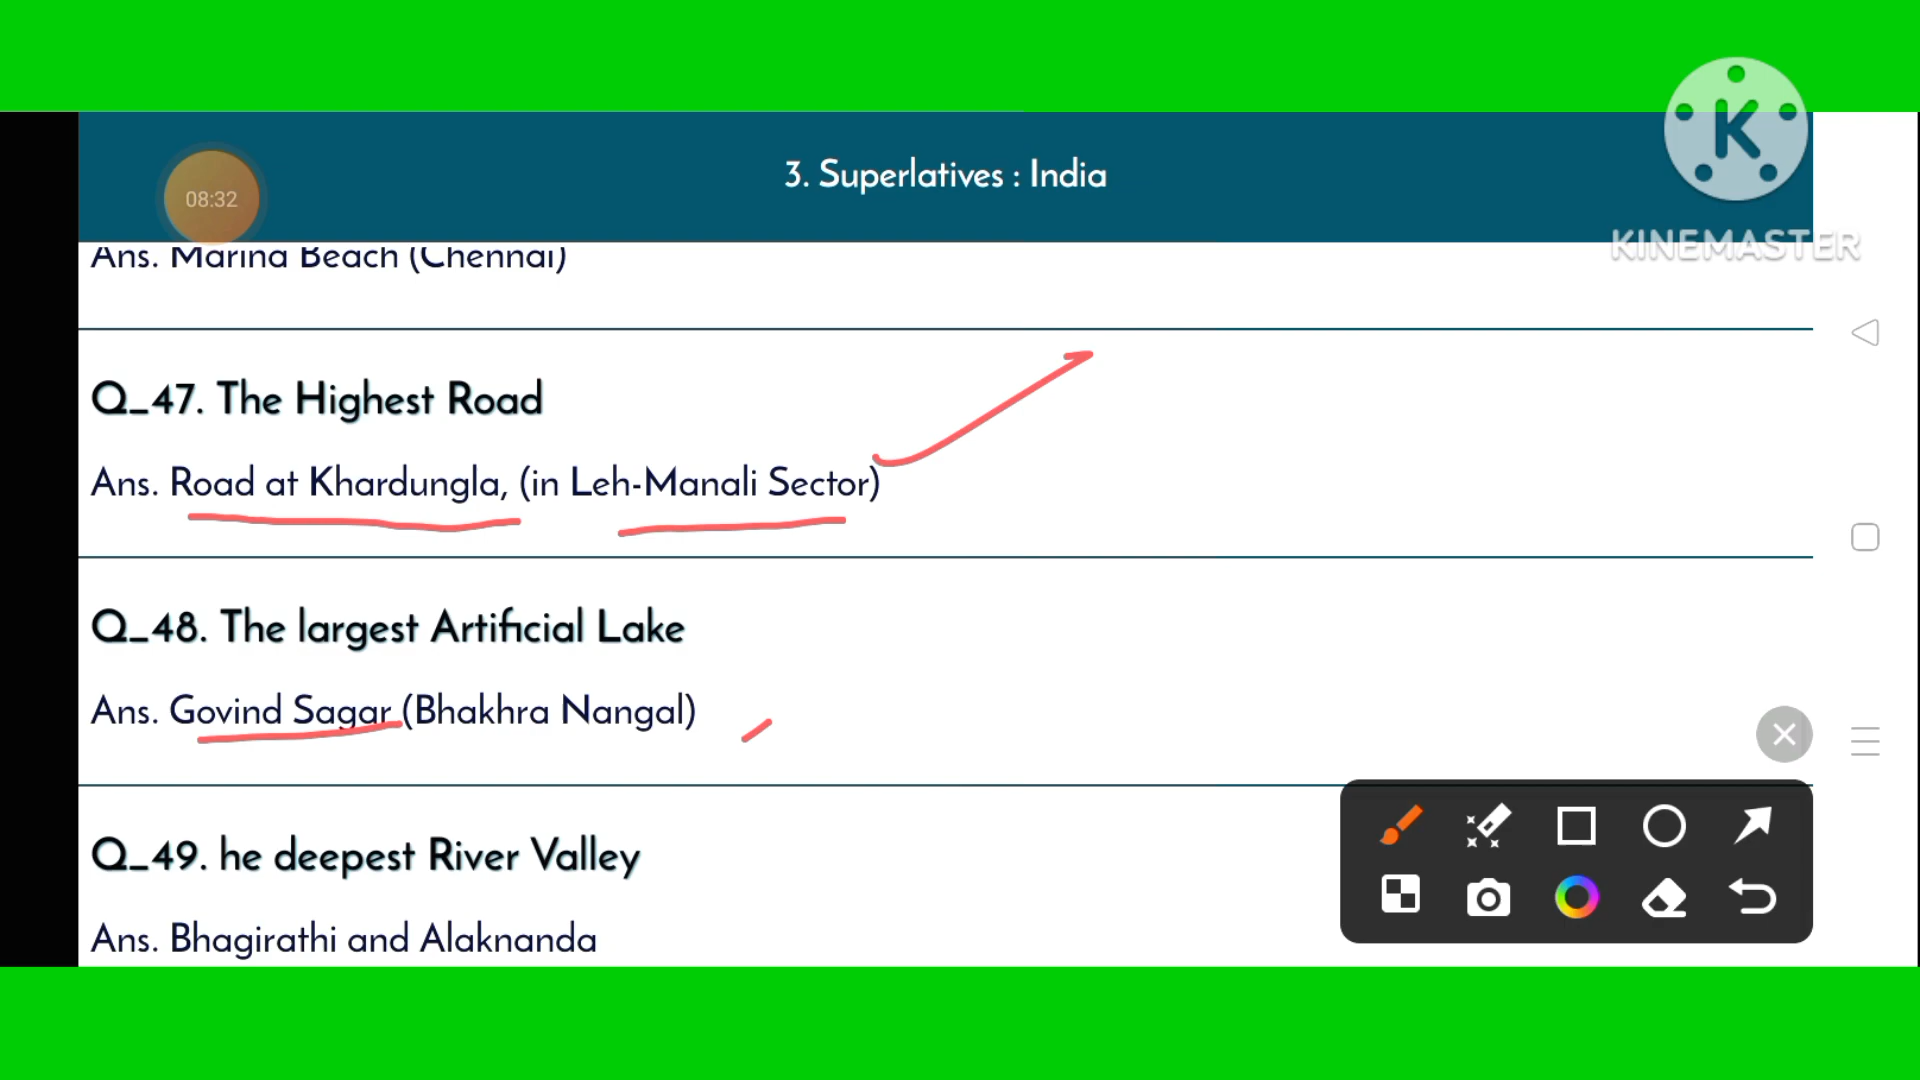 K
KINEMASTER
08:32
3. Superlatives : India
Ans. Marina Beach (Chennai)
Q_47. The Highest Road
Ans. Road at Khardungla, (in Leh-Manali Sector)
Q_48. The largest Artificial Lake
Ans. Govind Sagar (Bhakhra Nangal)
Q_49. he deepest River Valley
Ans. Bhagirathi and Alaknanda